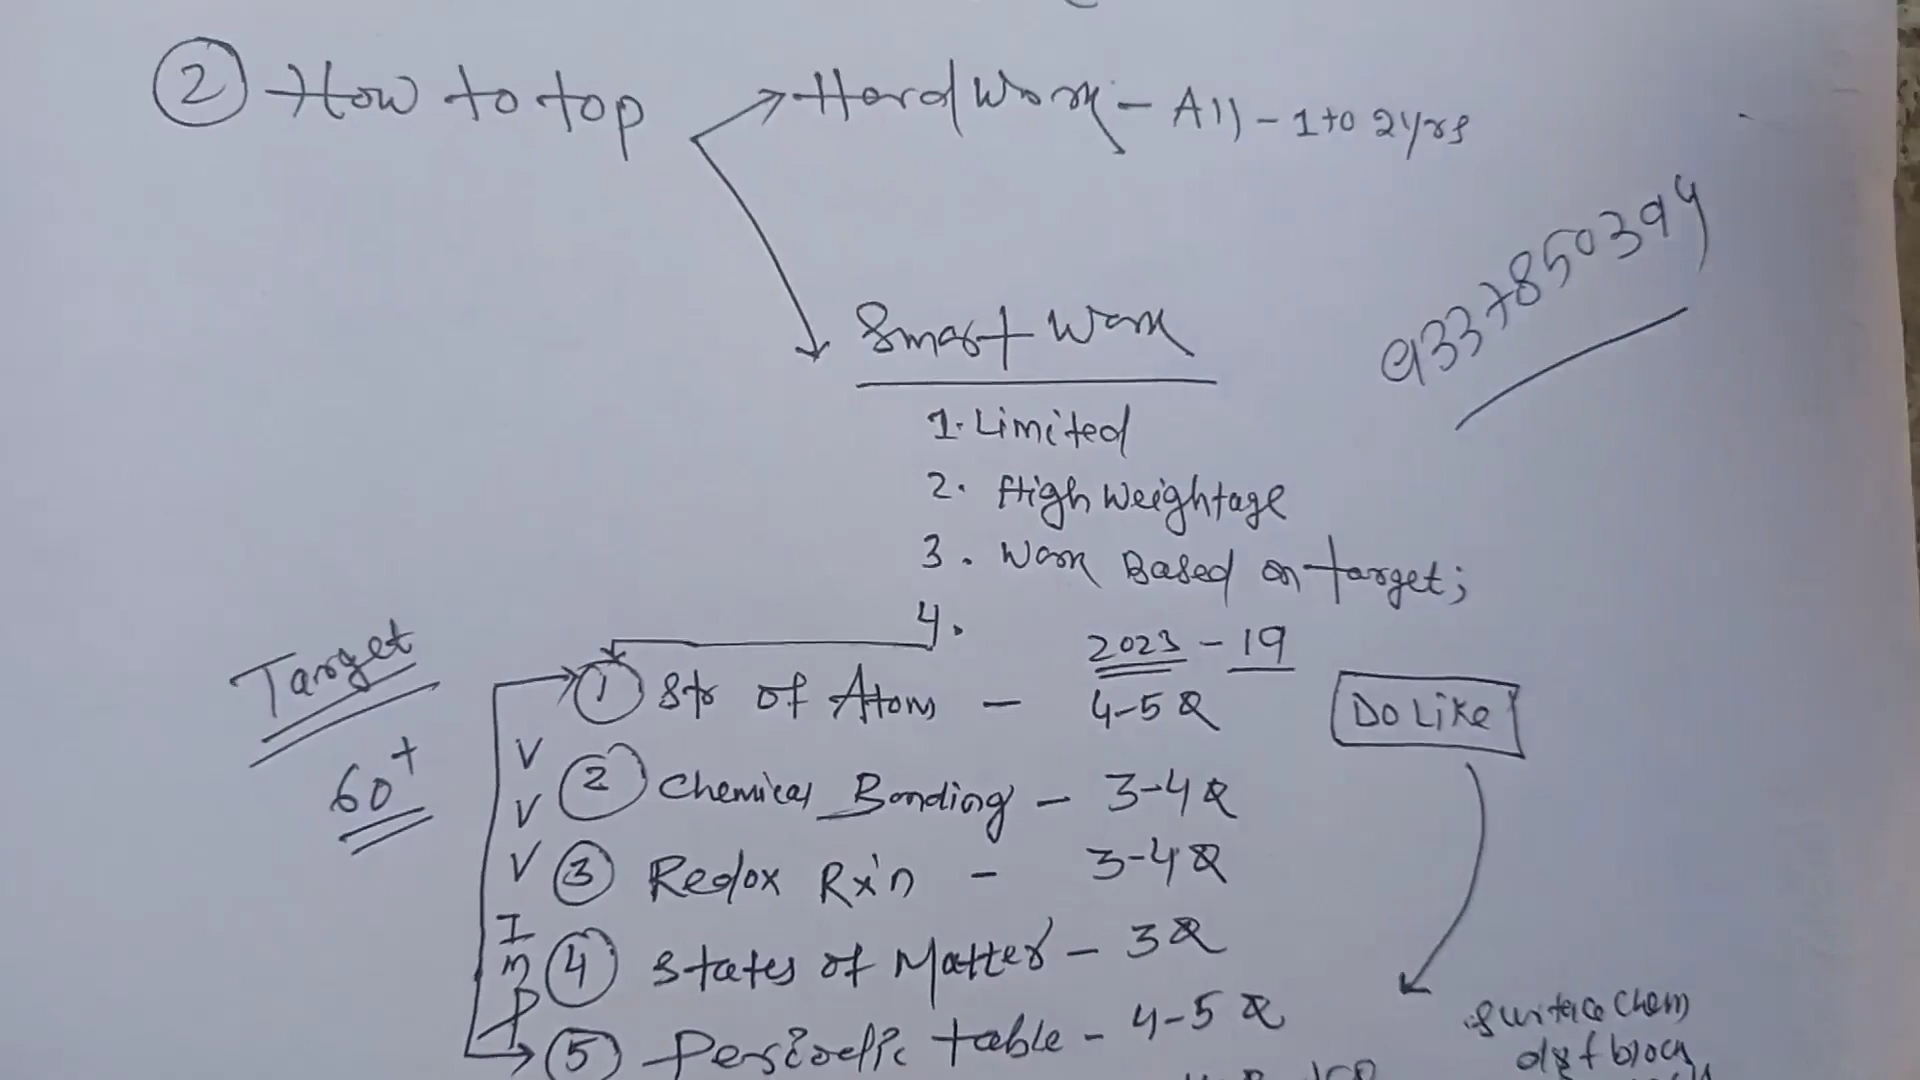 2 How to top
Hard Work - All - 1 to 2 yrs
9337850394
Smart Work
1. Limited
2. High Weightage
3. Work Based on target;
4.
2023 - 19
Target
60+
1 Str of Atom - 4-5 Q
DO LIKE
V V V I m p
2 Chemical Bonding - 3-4 Q
3 Redox Rx'n - 3-4 Q
4 States of Matter - 3 Q
5 Periodic table - 4-5 Q
Surface Chem
d & f block